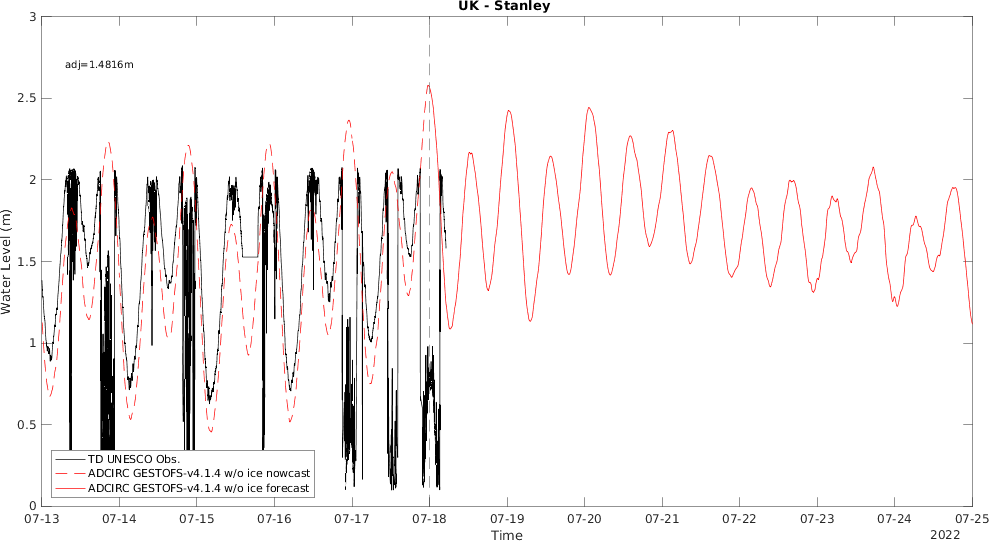 UK - Stanley
3
adj=1.4816m
2.5
2
1.5
1
0.5
0
Water Level (m)
TD UNESCO Obs.
ADCIRC GESTOFS-v4.1.4 w/o ice nowcast
ADCIRC GESTOFS-v4.1.4 w/o ice forecast
07-13 07-14 07-15 07-16 07-17 07-18 07-19 07-20 07-21 07-22 07-23 07-24 07-25
Time
2022